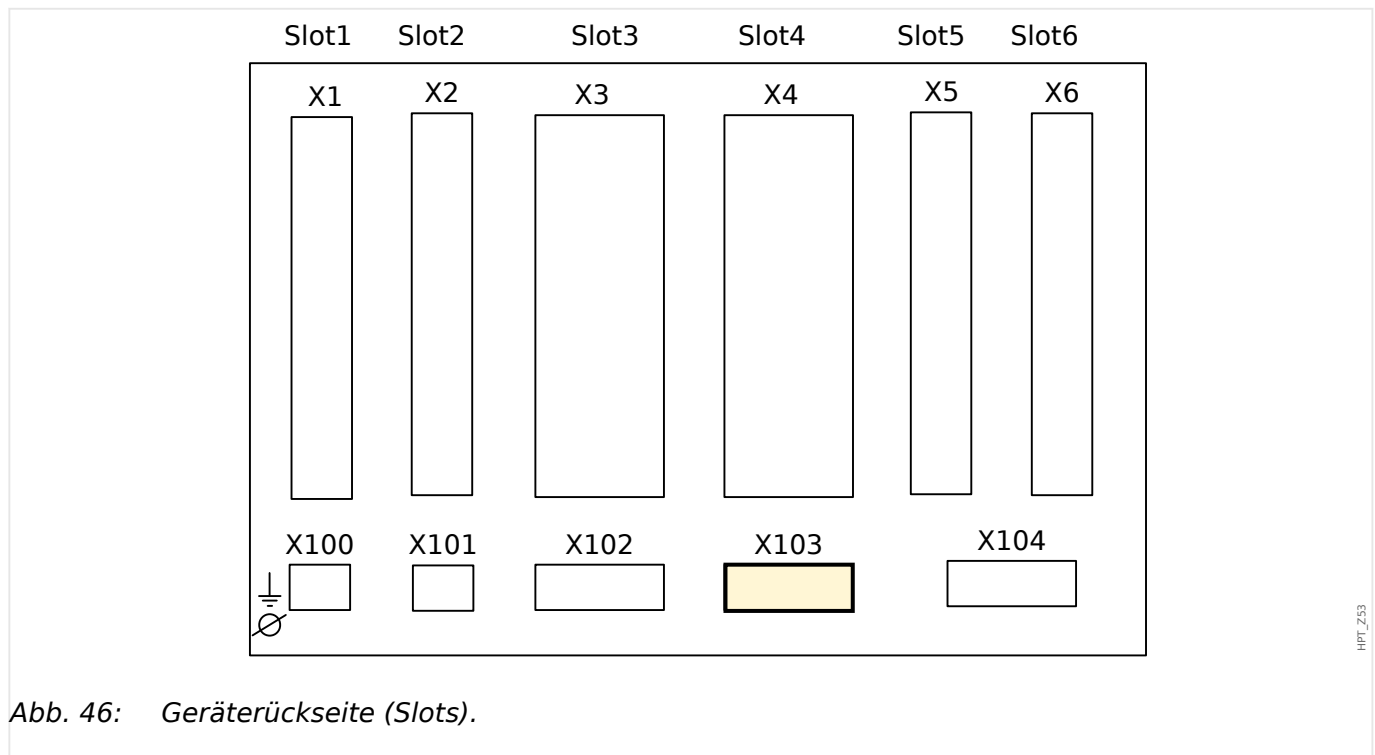 Slot1 Slot2 Slot3 Slot4 Slot5 Slot6
X1 X2 X3 X4 X5 X6
X100 X101 X102 X103 X104
HPT_Z53
Abb. 46: Geräterückseite (Slots).